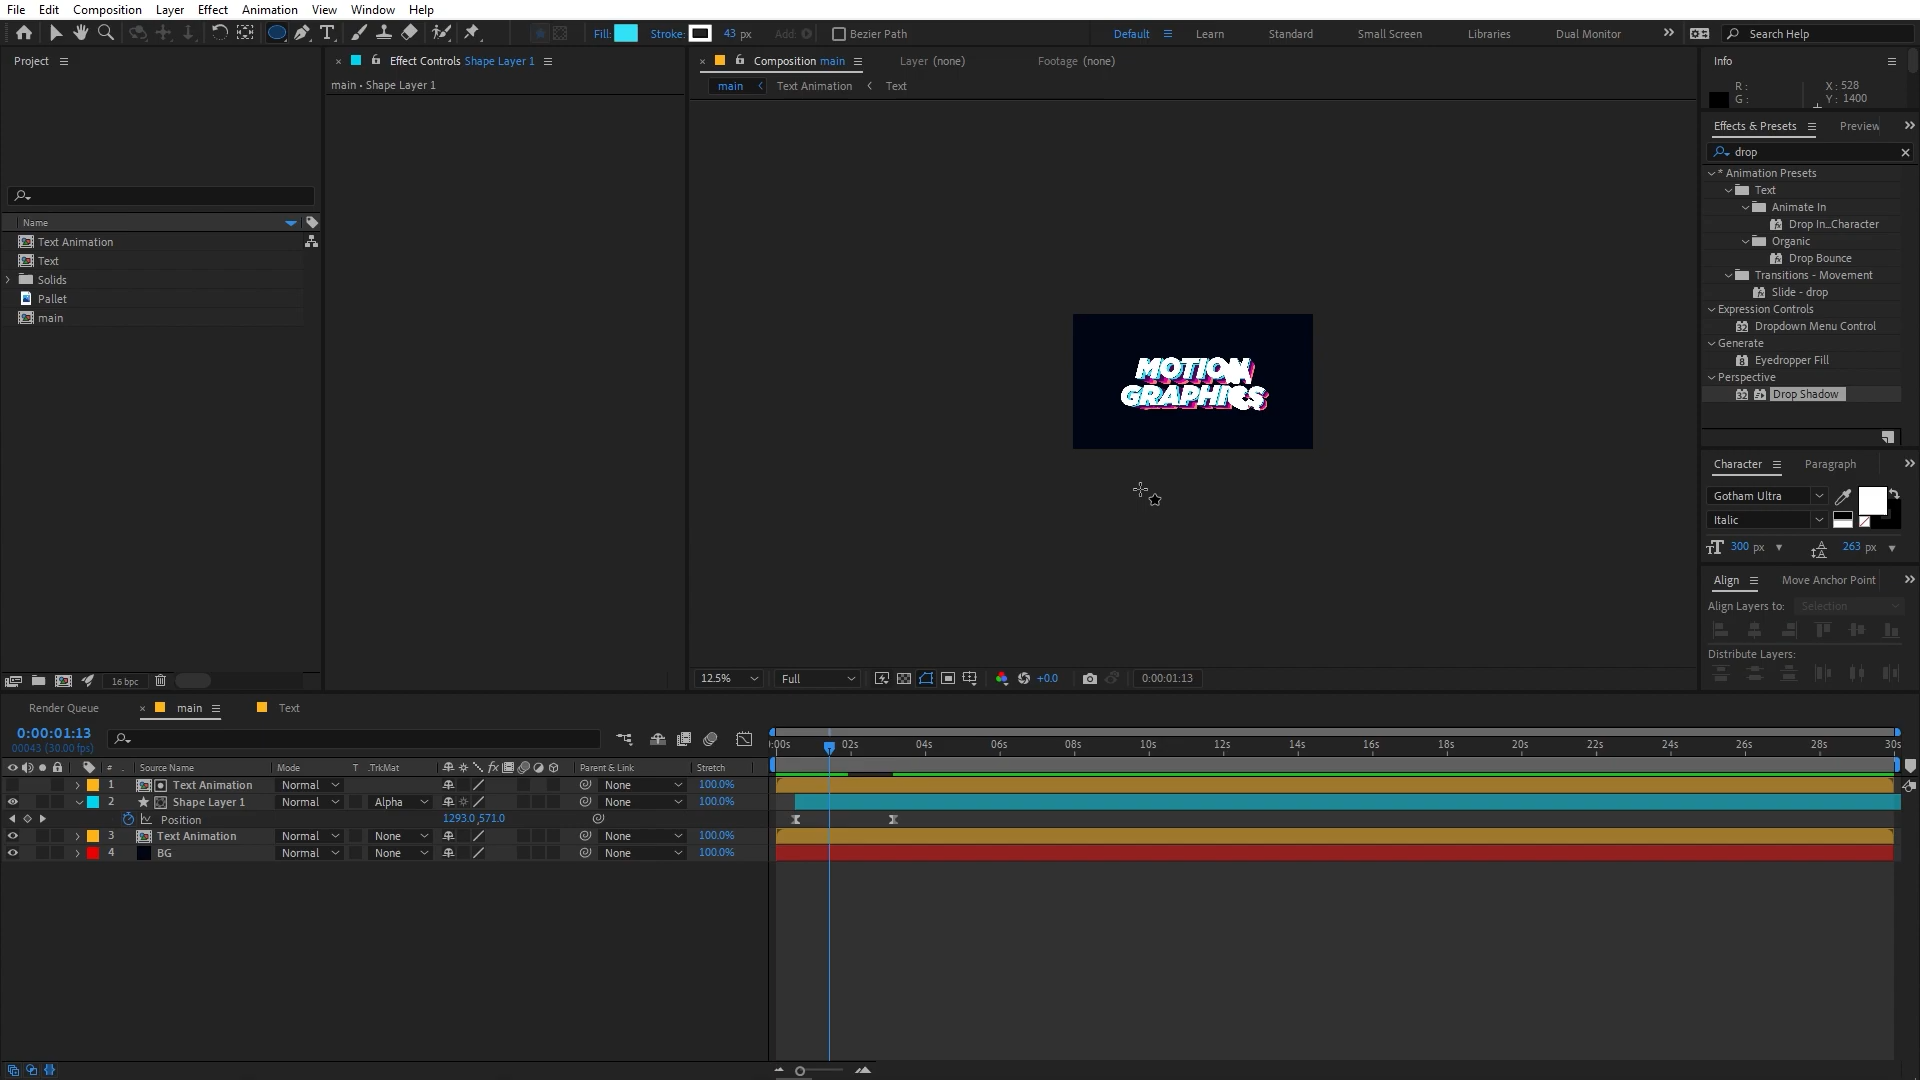 File Edit Composition Layer Effect Animation View Window Help
Fill: Stroke: 43 px Add: Bezier Path Default Learn Standard Small Screen Libraries Dual Monitor Search Help
Project
Effect Controls Shape Layer 1
main • Shape Layer 1
Composition main Layer (none) Footage (none)
main Text Animation Text
Info
R: X: 528
G: Y: 1400
Effects & Presets Preview
drop
* Animation Presets
Text
Animate In
Drop In...Character
Organic
Drop Bounce
Transitions - Movement
Slide - drop
Expression Controls
Dropdown Menu Control
Generate
Eyedropper Fill
Perspective
Drop Shadow
Name
Text Animation
Text
Solids
Pallet
main
MOTION
GRAPHICS
Character Paragraph
Gotham Ultra
Italic
300 px 263 px
Align Move Anchor Point
Align Layers to: Selection
Distribute Layers:
16 bpc
12.5% Full +0.0 0:00:01:13
Render Queue main Text
0:00:01:13
00043 (30.00 fps)
:00s 02s 04s 06s 08s 10s 12s 14s 16s 18s 20s 22s 24s 26s 28s 30s
# Source Name Mode T .TrkMat fx Parent & Link Stretch
1 Text Animation Normal None 100.0%
2 Shape Layer 1 Normal Alpha None 100.0%
Position 1293.0,571.0
3 Text Animation Normal None None 100.0%
4 BG Normal None None 100.0%